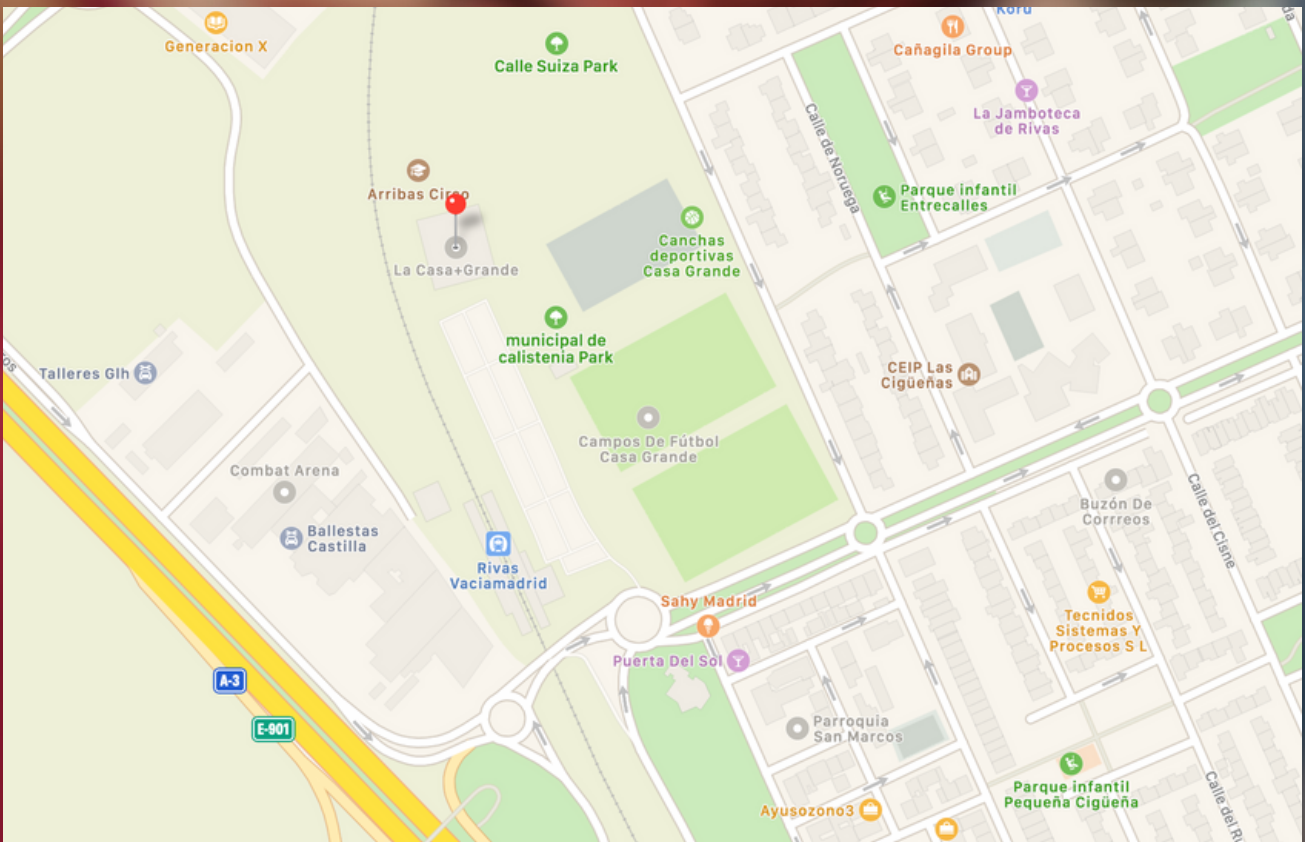 Koru
Generacion X
Cañagila Group
Calle Suiza Park
La Jamboteca
de Rivas
Calle de Noruega
Arribas Circo
Parque infantil
Entrecalles
Canchas
deportivas
Casa Grande
La Casa+Grande
municipal de
calistenia Park
Talleres Glh
CEIP Las
Cigüeñas
Campos De Fútbol
Casa Grande
Combat Arena
Buzón De
Corrreos
Calle del Cisne
Ballestas
Castilla
Rivas
Vaciamadrid
Sahy Madrid
Tecnidos
Sistemas Y
Procesos S L
Puerta Del Sol
A-3
E-901
Parroquia
San Marcos
Parque infantil
Pequeña Cigüeña
Ayusozono3
Calle del